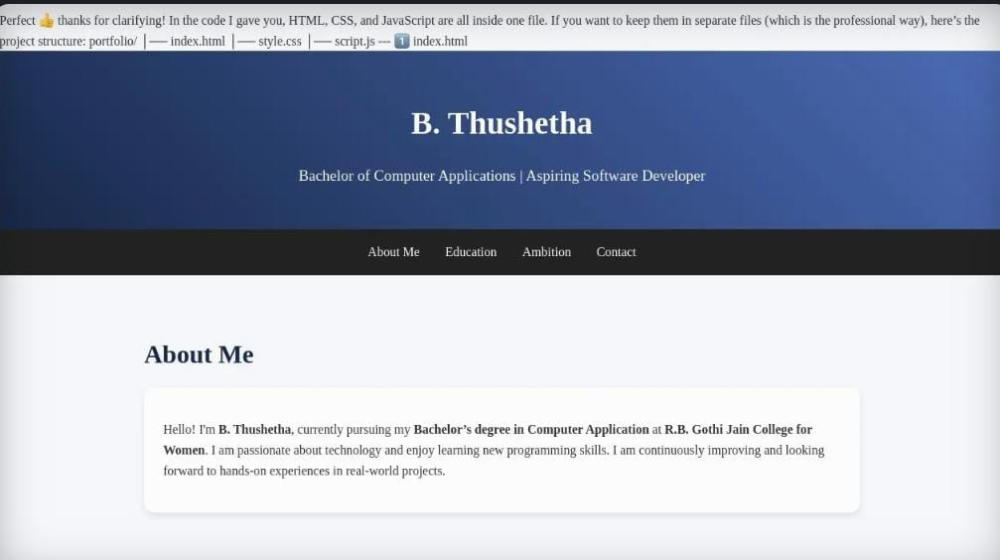 Perfect 👍 thanks for clarifying! In the code I gave you, HTML, CSS, and JavaScript are all inside one file. If you want to keep them in separate files (which is the professional way), here’s the
project structure: portfolio/ │── index.html │── style.css │── script.js --- 1️⃣ index.html
B. Thushetha
Bachelor of Computer Applications | Aspiring Software Developer
About Me Education Ambition Contact
About Me
Hello! I'm B. Thushetha, currently pursuing my Bachelor’s degree in Computer Application at R.B. Gothi Jain College for
Women. I am passionate about technology and enjoy learning new programming skills. I am continuously improving and looking
forward to hands-on experiences in real-world projects.